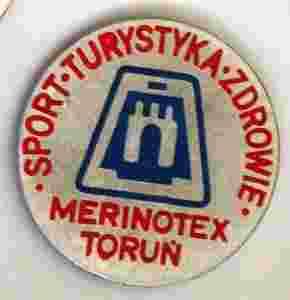 · SPORT · TURYSTYKA · ZDROWIE ·
MERINOTEX
TORUŃ